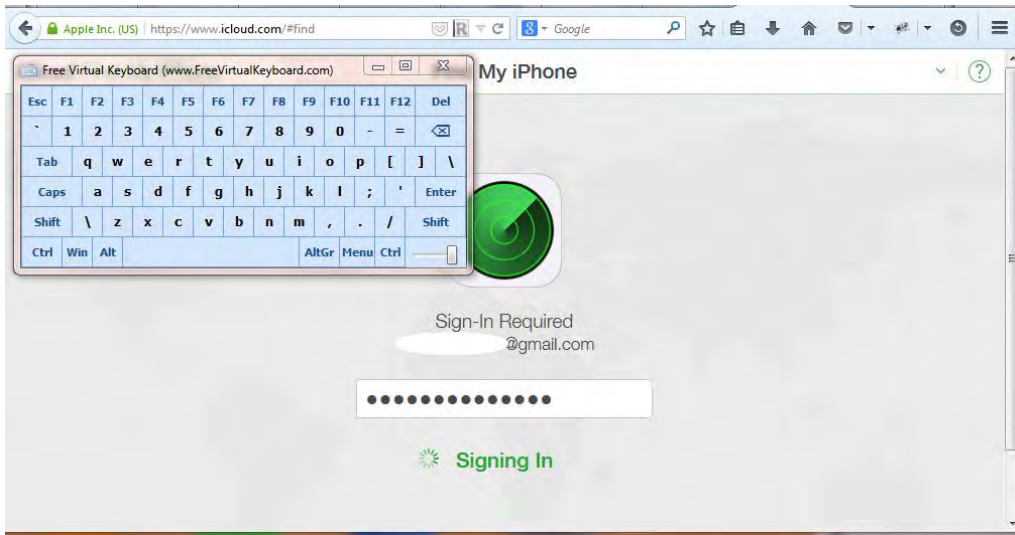 Apple Inc. (US) https://www.icloud.com/#find R 8 Google
Free Virtual Keyboard (www.FreeVirtualKeyboard.com)
My iPhone ?
Esc F1 F2 F3 F4 F5 F6 F7 F8 F9 F10 F11 F12 Del
` 1 2 3 4 5 6 7 8 9 0 - =
Tab q w e r t y u i o p [ ] \
Caps a s d f g h j k l ; ' Enter
Shift \ z x c v b n m , . / Shift
Ctrl Win Alt AltGr Menu Ctrl
Sign-In Required
@gmail.com
Signing In